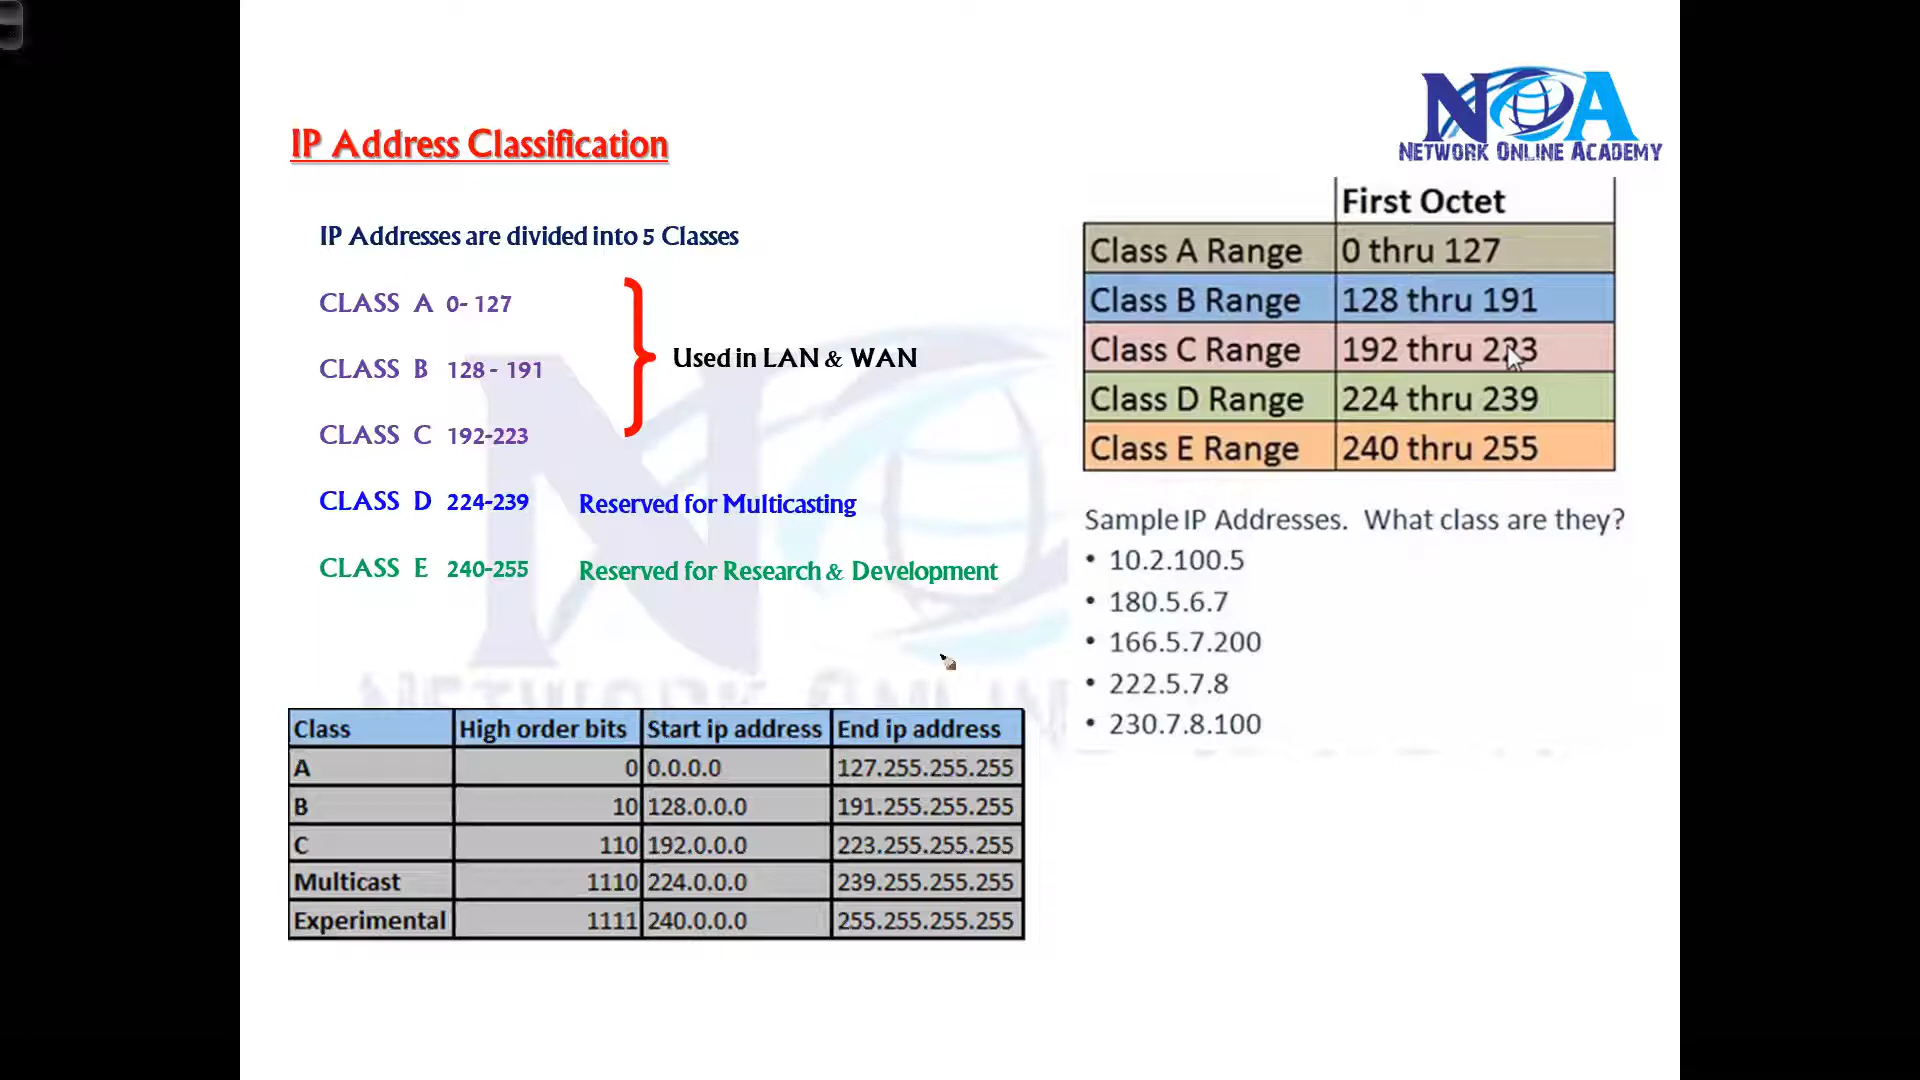 NOA
NETWORK ONLINE ACADEMY
IP Address Classification
IP Addresses are divided into 5 Classes
CLASS A 0- 127
CLASS B 128 - 191
CLASS C 192-223
Used in LAN & WAN
CLASS D 224-239 Reserved for Multicasting
CLASS E 240-255 Reserved for Research & Development
First Octet
Class A Range 0 thru 127
Class B Range 128 thru 191
Class C Range 192 thru 223
Class D Range 224 thru 239
Class E Range 240 thru 255
Sample IP Addresses. What class are they?
• 10.2.100.5
• 180.5.6.7
• 166.5.7.200
• 222.5.7.8
• 230.7.8.100
NETWORK ONLIN
Class High order bits Start ip address End ip address
A 0 0.0.0.0 127.255.255.255
B 10 128.0.0.0 191.255.255.255
C 110 192.0.0.0 223.255.255.255
Multicast 1110 224.0.0.0 239.255.255.255
Experimental 1111 240.0.0.0 255.255.255.255